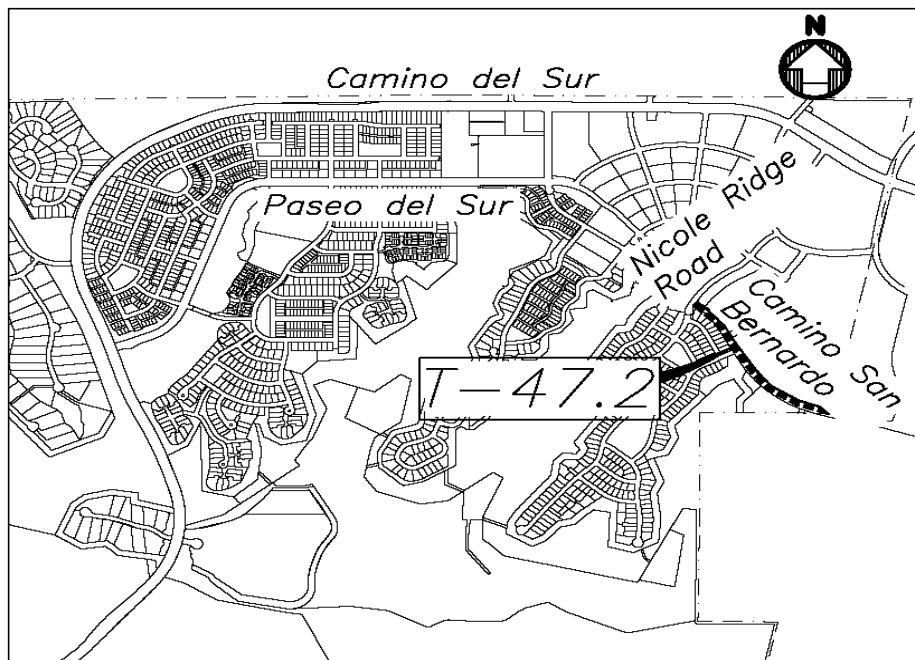 N
Camino del Sur
Paseo del Sur
Nicole Ridge
Road
Camino San
Bernardo
T-47.2